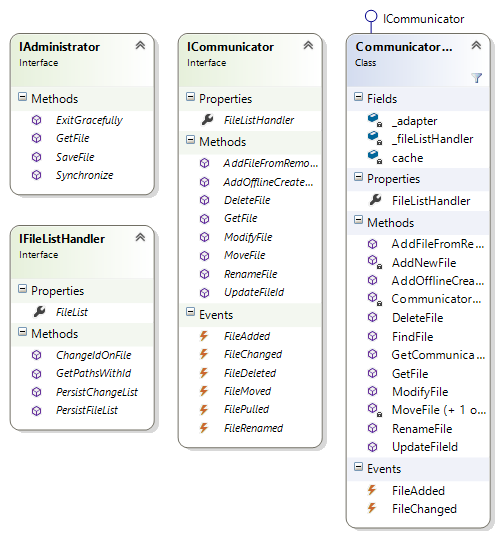 IAdministrator
Interface
Methods
ExitGracefully
GetFile
SaveFile
Synchronize
IFileListHandler
Interface
Properties
FileList
Methods
ChangeIdOnFile
GetPathsWithId
PersistChangeList
PersistFileList
ICommunicator
Interface
Properties
FileListHandler
Methods
AddFileFromRemo...
AddOfflineCreate...
DeleteFile
GetFile
ModifyFile
MoveFile
RenameFile
UpdateFileId
Events
FileAdded
FileChanged
FileDeleted
FileMoved
FilePulled
FileRenamed
ICommunicator
Communicator...
Class
Fields
_adapter
_fileListHandler
cache
Properties
FileListHandler
Methods
AddFileFromRe...
AddNewFile
AddOfflineCrea...
Communicator...
DeleteFile
FindFile
GetCommunica...
GetFile
ModifyFile
MoveFile (+ 1 o...
RenameFile
UpdateFileId
Events
FileAdded
FileChanged